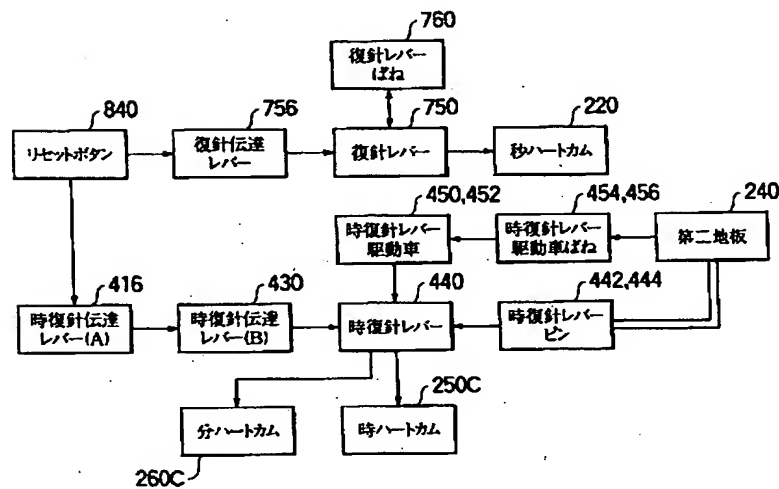 760
復針レバー
ばね
840
756
750
220
リセットボタン
復針伝達
レバー
復針レバー
秒ハートカム
450,452
454,456
240
時復針レバー
駆動車
時復針レバー
駆動車ばね
第二地板
416
430
440
442,444
時復針伝達
レバー(A)
時復針伝達
レバー(B)
時復針レバー
時復針レバー
ピン
250C
分ハートカム
時ハートカム
260C